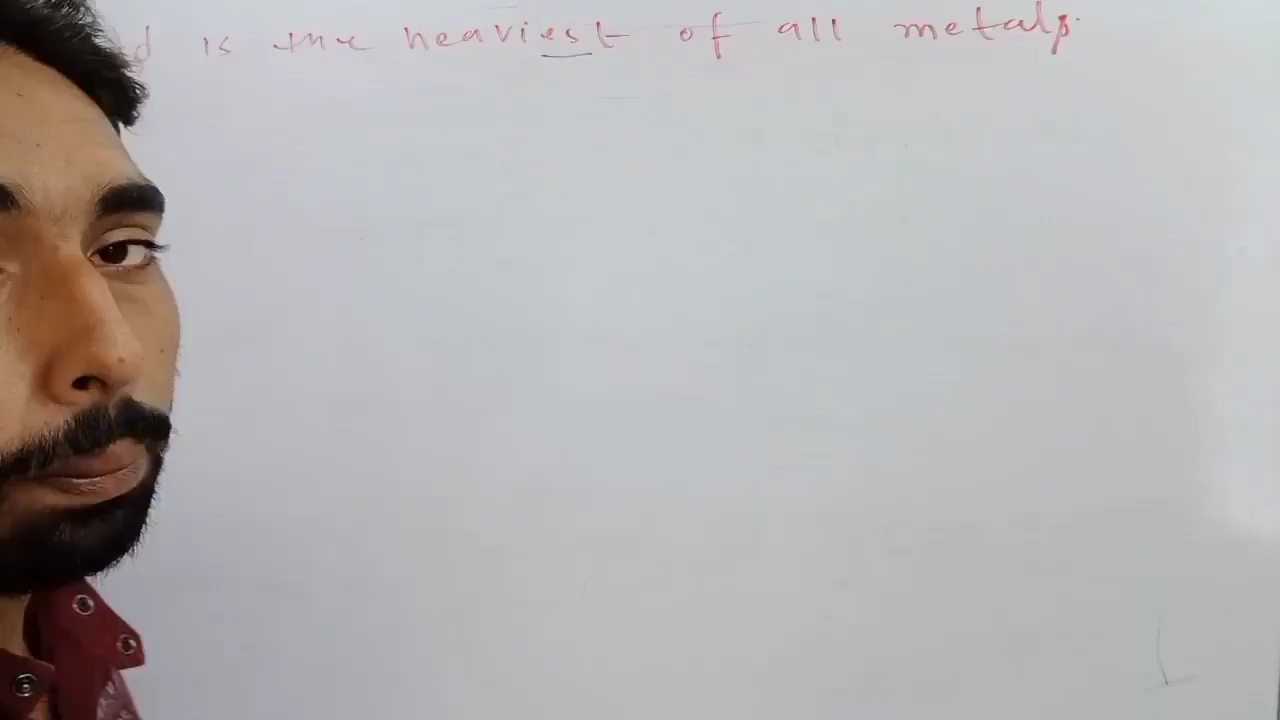 is the heaviest of all metals.